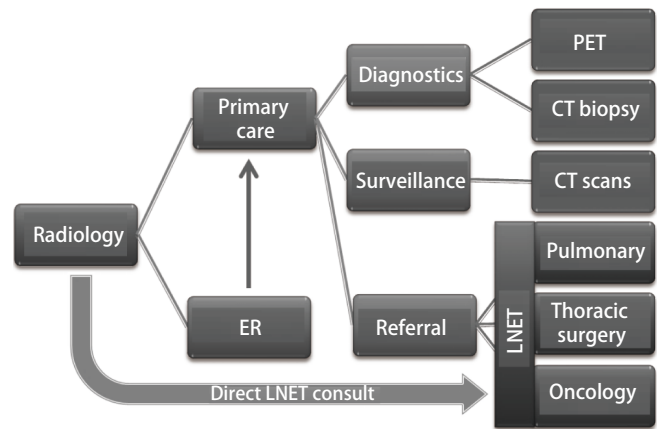 Radiology
Primary
care
ER
Diagnostics
Surveillance
Referral
PET
CT biopsy
CT scans
LNET
Pulmonary
Thoracic
surgery
Oncology
Direct LNET consult